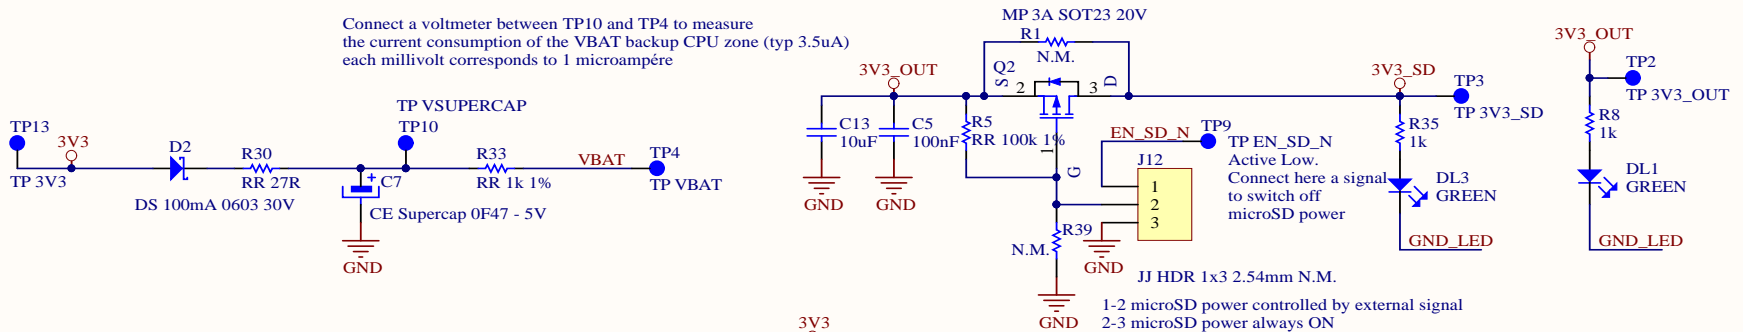 Connect a voltmeter between TP10 and TP4 to measure
the current consumption of the VBAT backup CPU zone (typ 3.5uA)
each millivolt corresponds to 1 microampére
TP VSUPERCAP
TP13
3V3
TP10
D2
R30
R33
VBAT
TP4
TP 3V3
RR 27R
C7
+
RR 1k 1%
TP VBAT
DS 100mA 0603 30V
CE Supercap 0F47 - 5V
GND
MP 3A SOT23 20V
R1
N.M.
3V3_OUT
Q2
S
2
3
D
1
G
C13
10uF
C5
100nF
R5
RR 100k 1%
GND
GND
EN_SD_N
TP9
TP EN_SD_N
Active Low.
Connect here a signal
to switch off
microSD power
J12
1
2
3
R39
N.M.
GND
GND
JJ HDR 1x3 2.54mm N.M.
1-2 microSD power controlled by external signal
2-3 microSD power always ON
3V3_SD
TP3
TP 3V3_SD
R35
1k
DL3
GREEN
GND_LED
3V3_OUT
TP2
TP 3V3_OUT
R8
1k
DL1
GREEN
GND_LED
3V3